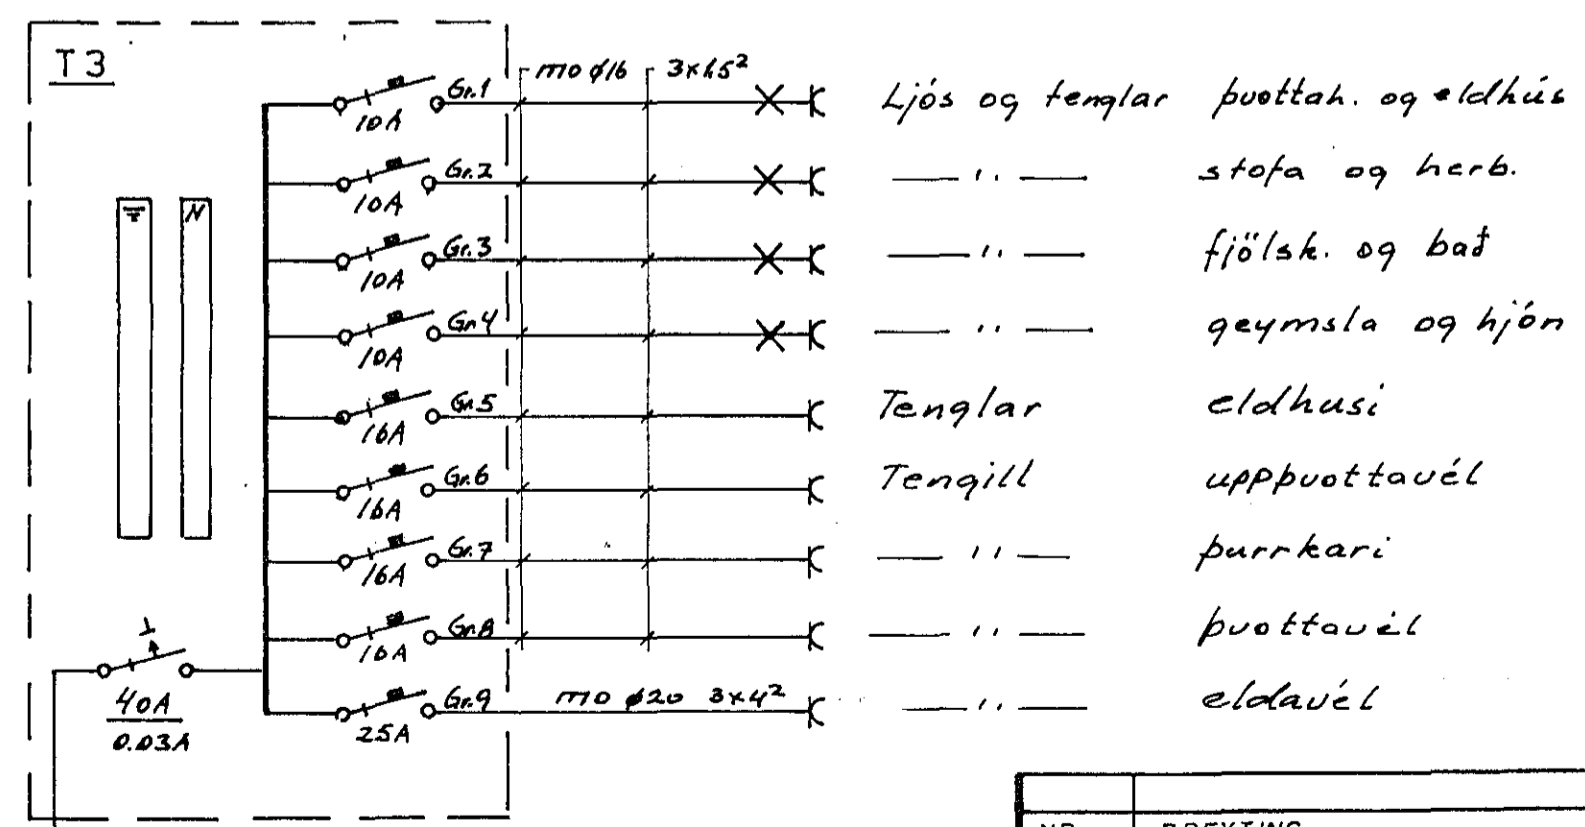 T3
mo ø16 3x1.5²
Gr.1 Ljós og tenglar þvottah. og eldhús
10A
Gr.2 — '' — stofa og herb.
10A
N
Gr.3 — '' — fjölsk. og bað
10A
Gr.4 — '' — geymsla og hjón
10A
Gr.5 Tenglar eldhusi
16A
Gr.6 Tengill uppþvottavél
16A
Gr.7 — '' — þurrkari
16A
Gr.8 — '' — þvottavél
16A
Gr.9 mo ø20 3x4² — '' — eldavél
25A
40A
0.03A